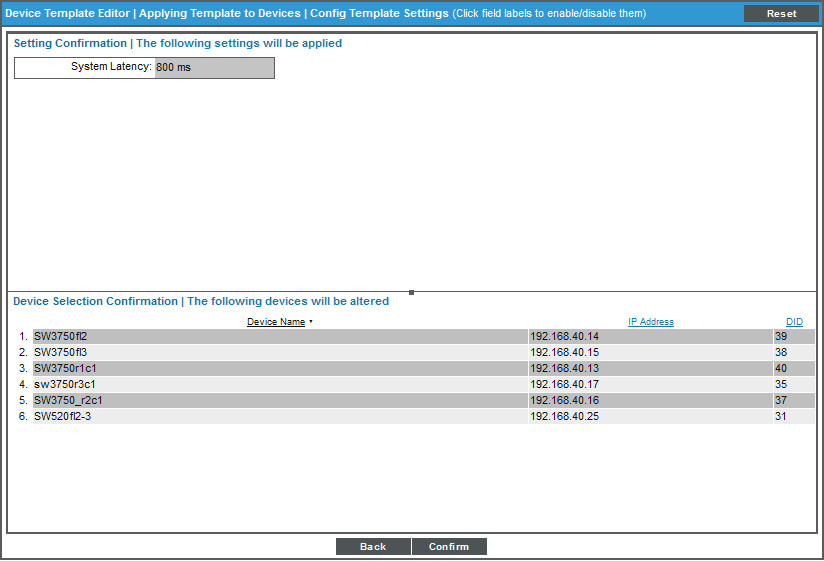 Device Template Editor | Applying Template to Devices | Config Template Settings (Click field labels to enable/disable them) Reset
Setting Confirmation | The following settings will be applied
System Latency: 800 ms
Device Selection Confirmation | The following devices will be altered
Device Name IP Address DID
1. SW3750fl2 192.168.40.14 39
2. SW3750fl3 192.168.40.15 38
3. SW3750r1c1 192.168.40.13 40
4. sw3750r3c1 192.168.40.17 35
5. SW3750_r2c1 192.168.40.16 37
6. SW520fl2-3 192.168.40.25 31
Back Confirm